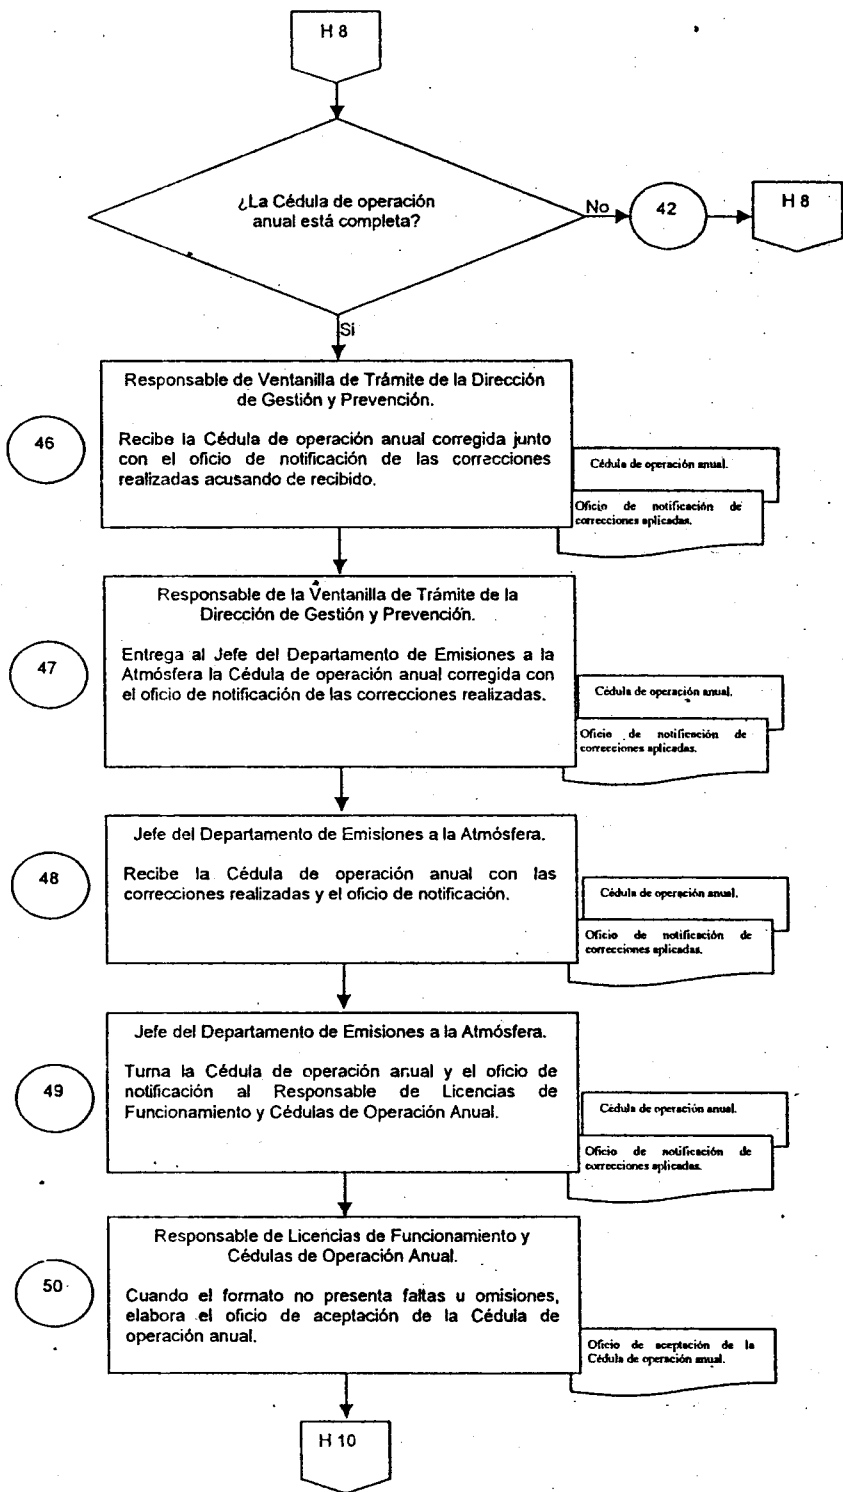 H 8
¿La Cédula de operación
anual está completa?
No
42
H 8
Si
46
Responsable de Ventanilla de Trámite de la Dirección
de Gestión y Prevención.
Recibe la Cédula de operación anual corregida junto
con el oficio de notificación de las correcciones
realizadas acusando de recibido.
Cédula de operación anual.
Oficio de notificación de
correcciones aplicadas.
47
Responsable de la Ventanilla de Trámite de la
Dirección de Gestión y Prevención.
Entrega al Jefe del Departamento de Emisiones a la
Atmósfera la Cédula de operación anual corregida con
el oficio de notificación de las correcciones realizadas.
Cédula de operación anual.
Oficio de notificación de
correcciones aplicadas.
48
Jefe del Departamento de Emisiones a la Atmósfera.
Recibe la Cédula de operación anual con las
correcciones realizadas y el oficio de notificación.
Cédula de operación anual.
Oficio de notificación de
correcciones aplicadas.
49
Jefe del Departamento de Emisiones a la Atmósfera.
Turna la Cédula de operación anual y el oficio de
notificación al Responsable de Licencias de
Funcionamiento y Cédulas de Operación Anual.
Cédula de operación anual.
Oficio de notificación de
correcciones aplicadas.
50
Responsable de Licencias de Funcionamiento y
Cédulas de Operación Anual.
Cuando el formato no presenta faltas u omisiones,
elabora el oficio de aceptación de la Cédula de
operación anual.
Oficio de aceptación de la
Cédula de operación anual.
H 10